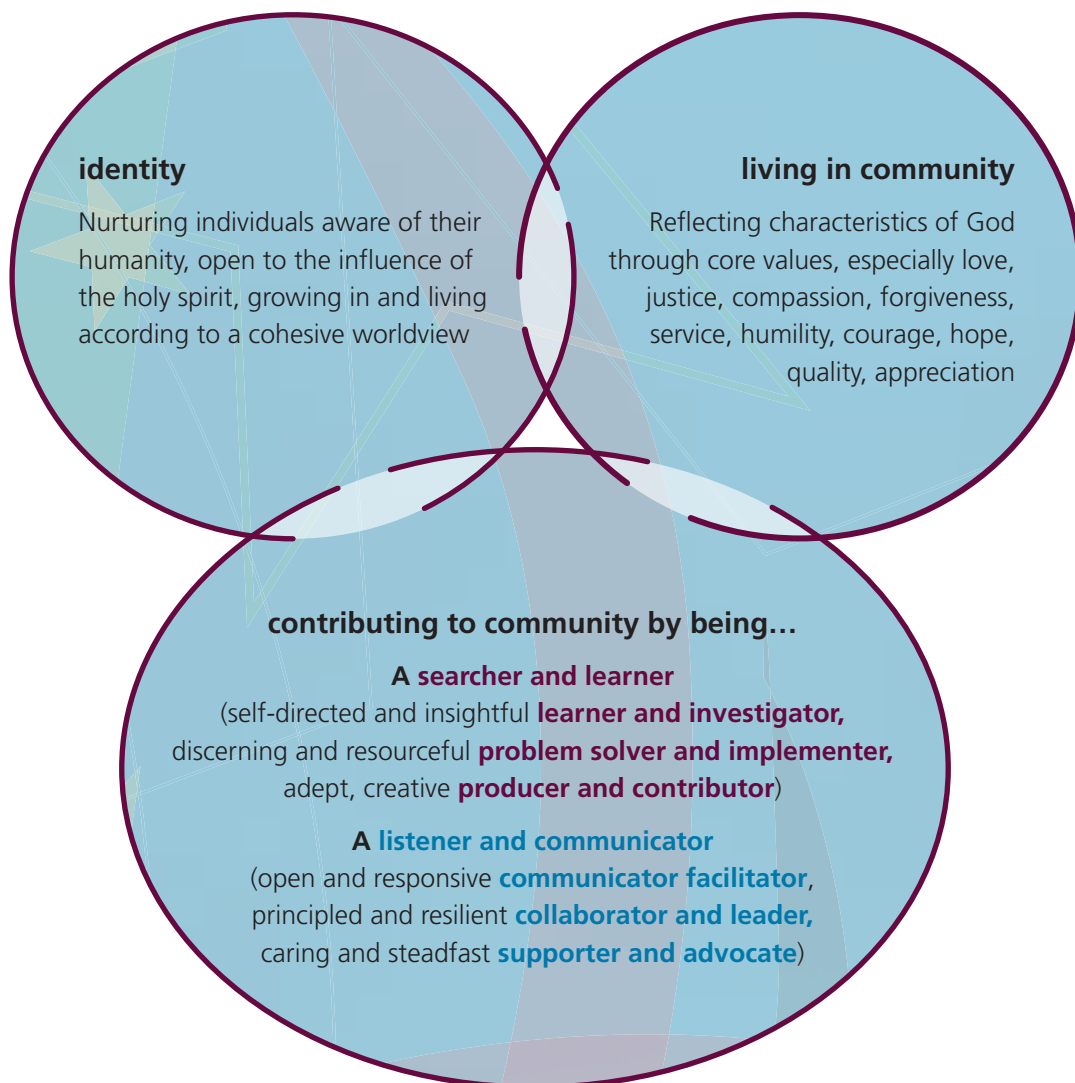 identity
Nurturing individuals aware of their
humanity, open to the influence of
the holy spirit, growing in and living
according to a cohesive worldview
living in community
Reflecting characteristics of God
through core values, especially love,
justice, compassion, forgiveness,
service, humility, courage, hope,
quality, appreciation
contributing to community by being...
A searcher and learner
(self-directed and insightful learner and investigator,
discerning and resourceful problem solver and implementer,
adept, creative producer and contributor)
A listener and communicator
(open and responsive communicator facilitator,
principled and resilient collaborator and leader,
caring and steadfast supporter and advocate)